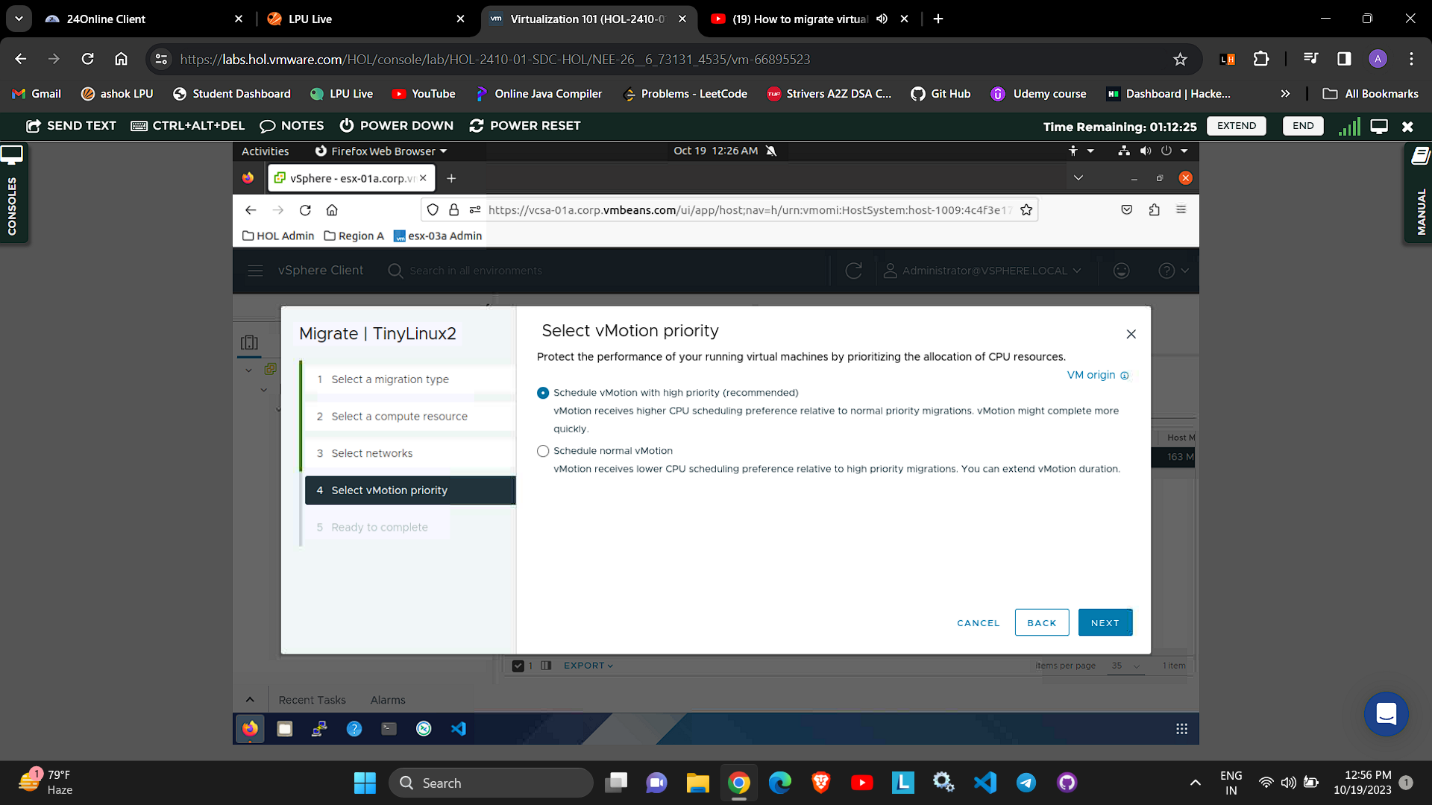 24Online Client
LPU Live
Virtualization 101 (HOL-2410-0
(19) How to migrate virtual
https://labs.hol.vmware.com/HOL/console/lab/HOL-2410-01-SDC-HOL/NEE-26__6_73131_4535/vm-66895523
A
Gmail
ashok LPU
Student Dashboard
LPU Live
YouTube
Online Java Compiler
Problems - LeetCode
Strivers A2Z DSA C...
Git Hub
Udemy course
Dashboard | Hacke...
All Bookmarks
SEND TEXT
CTRL+ALT+DEL
NOTES
POWER DOWN
POWER RESET
Time Remaining: 01:12:25
EXTEND
END
CONSOLES
MANUAL
Activities
Firefox Web Browser
Oct 19 12:26 AM
vSphere - esx-01a.corp.vm
https://vcsa-01a.corp.vmbeans.com/ui/app/host;nav=h/urn:vmomi:HostSystem:host-1009:4c4f3e17
HOL Admin
Region A
esx-03a Admin
vSphere Client
Search in all environments
Administrator@VSPHERE.LOCAL
Migrate | TinyLinux2
1 Select a migration type
2 Select a compute resource
3 Select networks
4 Select vMotion priority
5 Ready to complete
Select vMotion priority
Protect the performance of your running virtual machines by prioritizing the allocation of CPU resources.
VM origin
Schedule vMotion with high priority (recommended)
vMotion receives higher CPU scheduling preference relative to normal priority migrations. vMotion might complete more
quickly.
Schedule normal vMotion
vMotion receives lower CPU scheduling preference relative to high priority migrations. You can extend vMotion duration.
CANCEL
BACK
NEXT
Host M
163 M
1
EXPORT
Items per page
35
1 item
Recent Tasks
Alarms
1
79°F
Haze
Search
ENG
IN
12:56 PM
10/19/2023
1